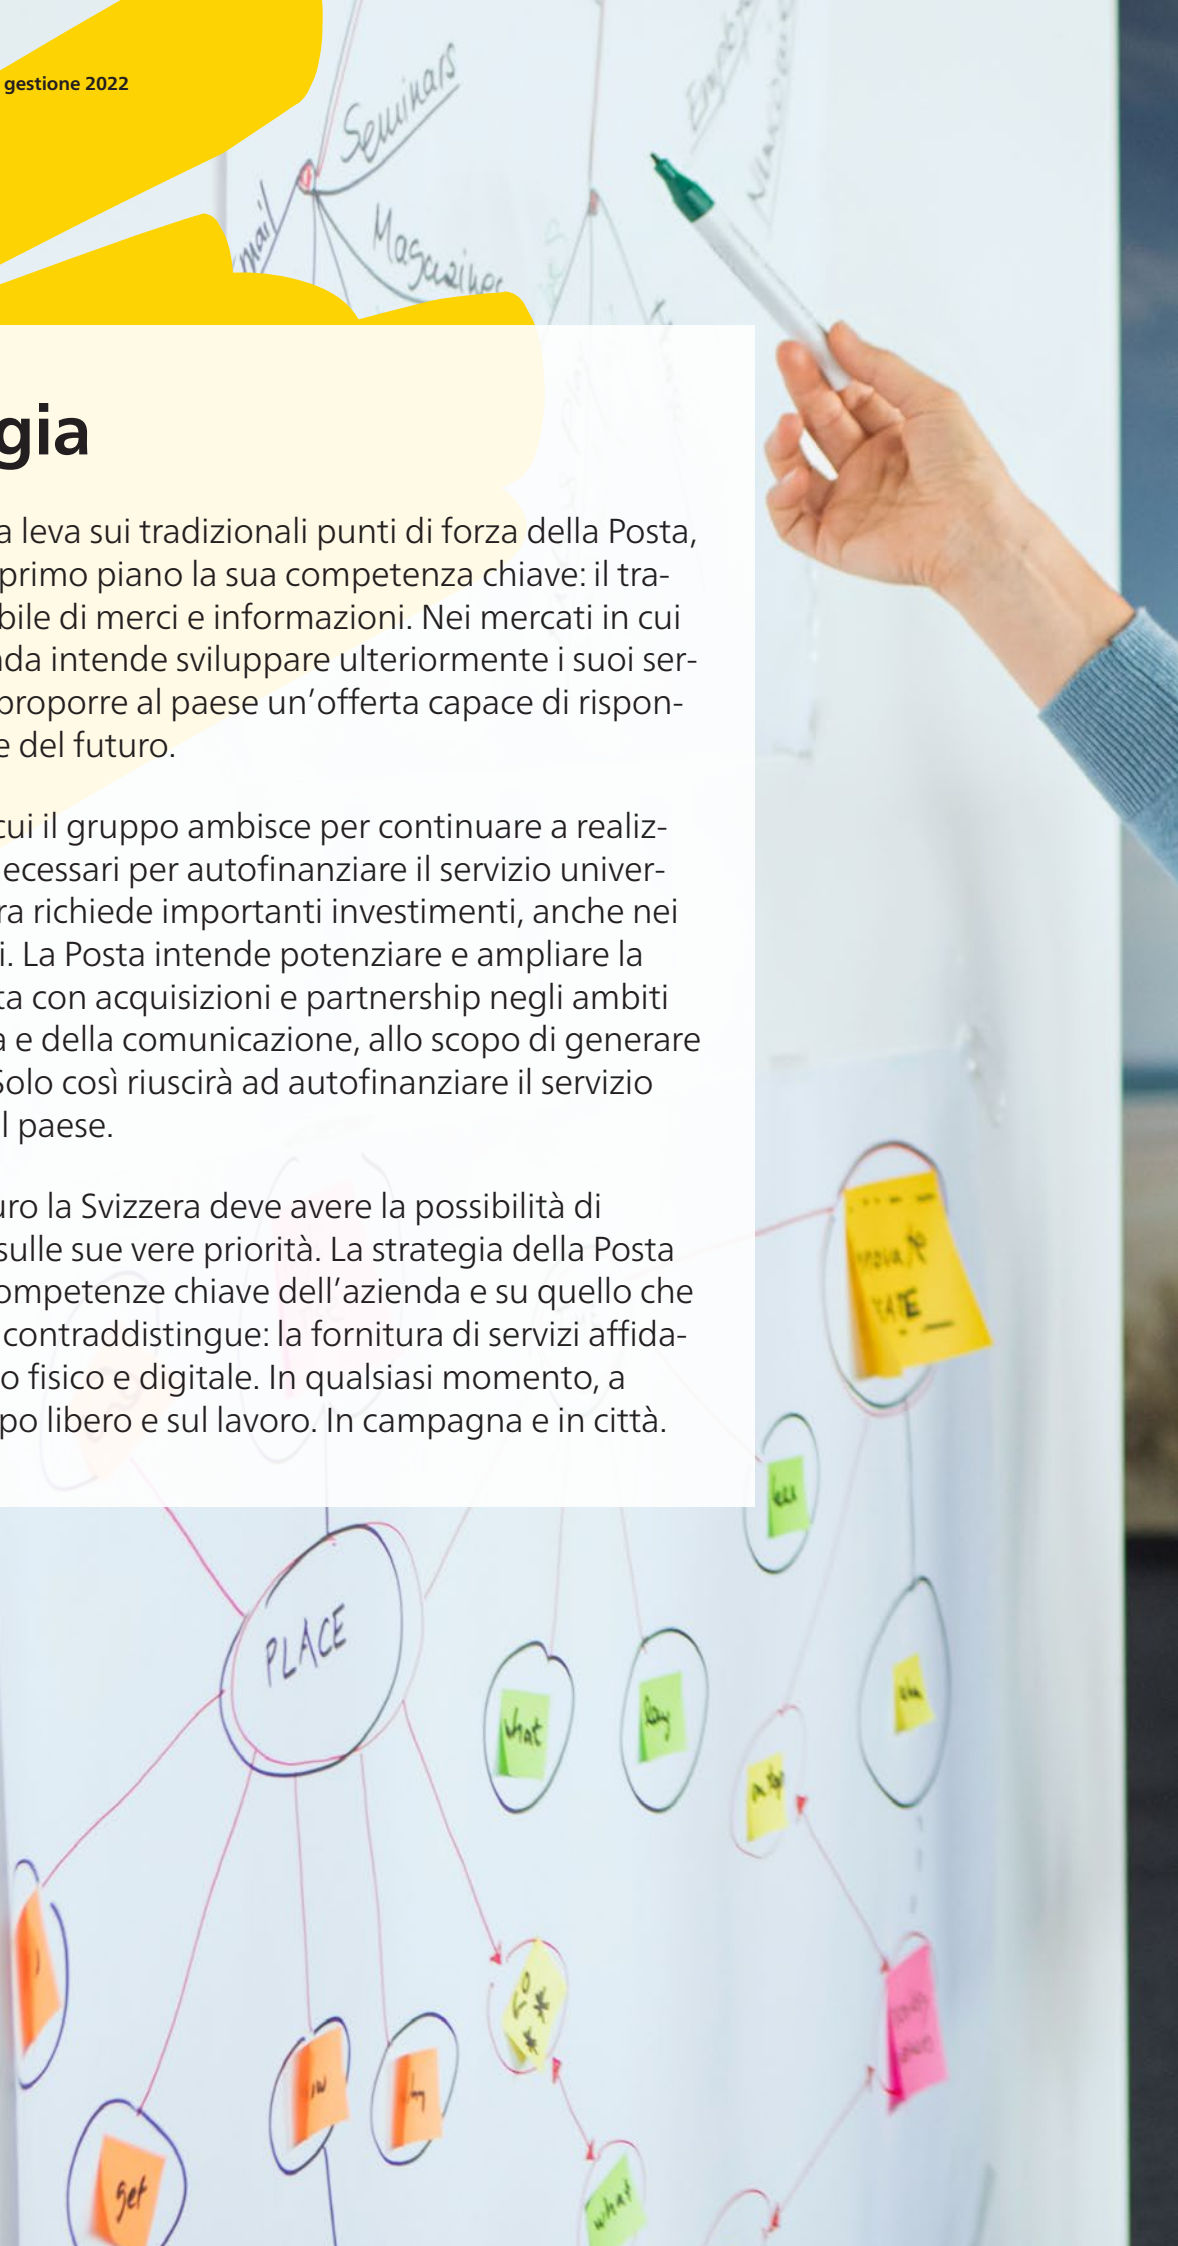 gestione 2022
Seminars
mail
Magazines
gia
a leva sui tradizionali punti di forza della Posta,
primo piano la sua competenza chiave: il tra-
bile di merci e informazioni. Nei mercati in cui
nda intende sviluppare ulteriormente i suoi ser-
proporre al paese un’offerta capace di rispon-
e del futuro.
cui il gruppo ambisce per continuare a realiz-
ecessari per autofinanziare il servizio univer-
ra richiede importanti investimenti, anche nei
i. La Posta intende potenziare e ampliare la
ta con acquisizioni e partnership negli ambiti
a e della comunicazione, allo scopo di generare
Solo così riuscirà ad autofinanziare il servizio
l paese.
uro la Svizzera deve avere la possibilità di
sulle sue vere priorità. La strategia della Posta
ompetenze chiave dell’azienda e su quello che
contraddistingue: la fornitura di servizi affida-
o fisico e digitale. In qualsiasi momento, a
po libero e sul lavoro. In campagna e in città.
PLACE
what
get
what